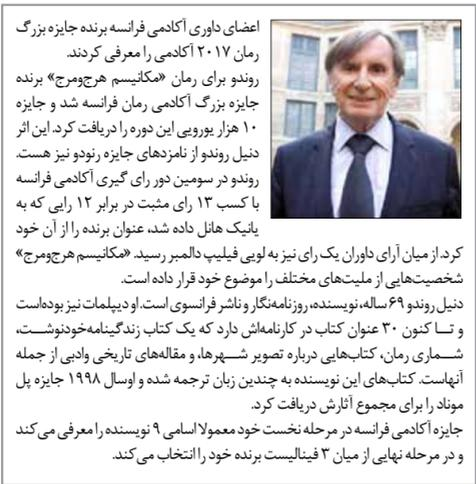 اعضای داوری آکادمی فرانسه برنده جایزه بزرگ
رمان ۲۰۱۷ آکادمی را معرفی کردند.
روندو برای رمان «مکانیسم هرج‌ومرج» برنده
جایزه بزرگ آکادمی رمان فرانسه شد و جایزه
۱۰ هزار یورویی این دوره را دریافت کرد. این اثر
دنیل روندو از نامزدهای جایزه رنودو نیز هست.
روندو در سومین دور رای گیری آکادمی فرانسه
با کسب ۱۳ رای مثبت در برابر ۱۲ رایی که به
یانیک هانل داده شد، عنوان برنده را از آن خود
کرد. از میان آرای داوران یک رای نیز به لویی فیلیپ دالمبر رسید. «مکانیسم هرج‌ومرج»
شخصیت‌هایی از ملیت‌های مختلف را موضوع خود قرار داده است.
دنیل روندو ۶۹ ساله، نویسنده، روزنامه‌نگار و ناشر فرانسوی است. او دیپلمات نیز بوده‌است
و تــا کنون ۳۰ عنوان کتاب در کارنامه‌اش دارد که یک کتاب زندگینامه‌خودنوشــت،
شــماری رمان، کتاب‌هایی درباره تصویر شــهرها، و مقاله‌های تاریخی وادبی از جمله
آنهاست. کتاب‌های این نویسنده به چندین زبان ترجمه شده و اوسال ۱۹۹۸ جایزه پل
موناد را برای مجموع آثارش دریافت کرد.
جایزه آکادمی فرانسه در مرحله نخست خود معمولا اسامی ۹ نویسنده را معرفی می‌کند
و در مرحله نهایی از میان ۳ فینالیست برنده خود را انتخاب می‌کند.